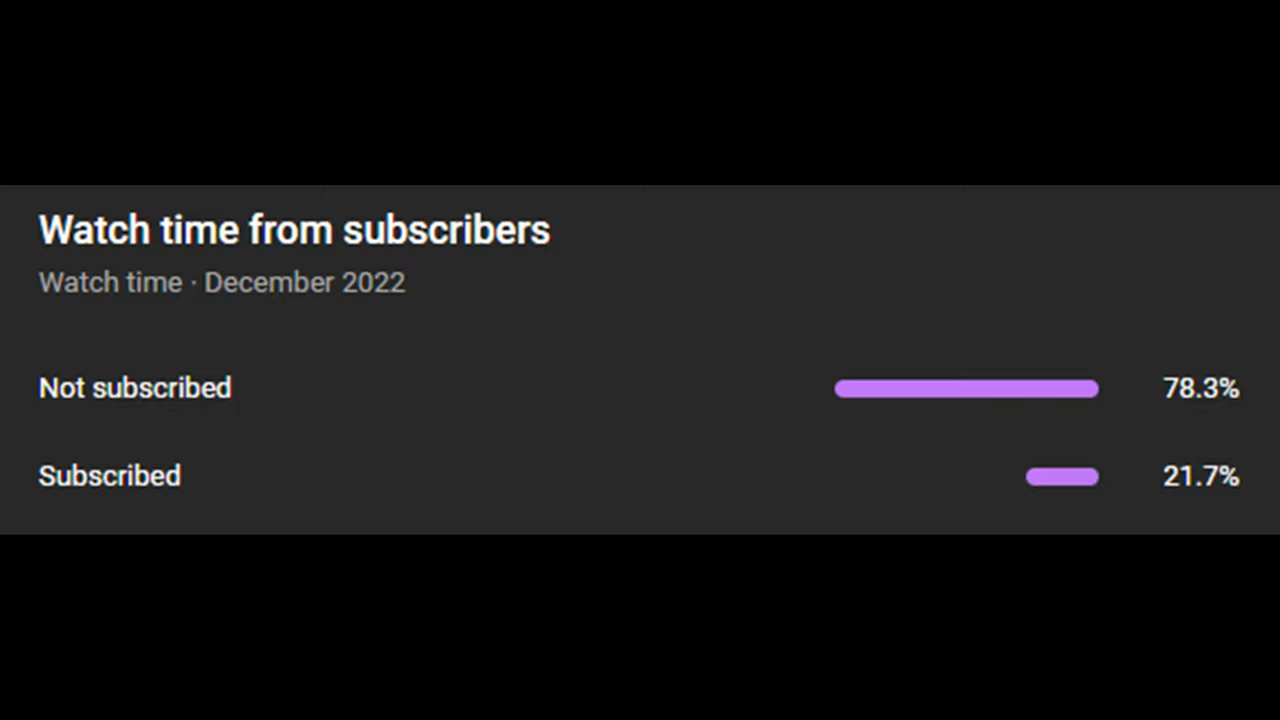 Watch time from subscribers
Watch time · December 2022
Not subscribed 78.3%
Subscribed 21.7%